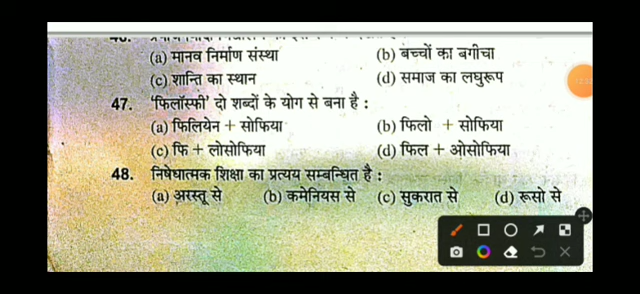 (a) मानव निर्माण संस्था (b) बच्चों का बगीचा
(c) शान्ति का स्थान (d) समाज का लघुरूप
47. 'फिलॉस्फी' दो शब्दों के योग से बना है :
(a) फिलियेन + सोफिया (b) फिलो + सोफिया
(c) फि + लोसोफिया (d) फिल + ओसोफिया
48. निषेधात्मक शिक्षा का प्रत्यय सम्बन्धित है :
(a) अरस्तू से (b) कमेनियस से (c) सुकरात से (d) रूसो से